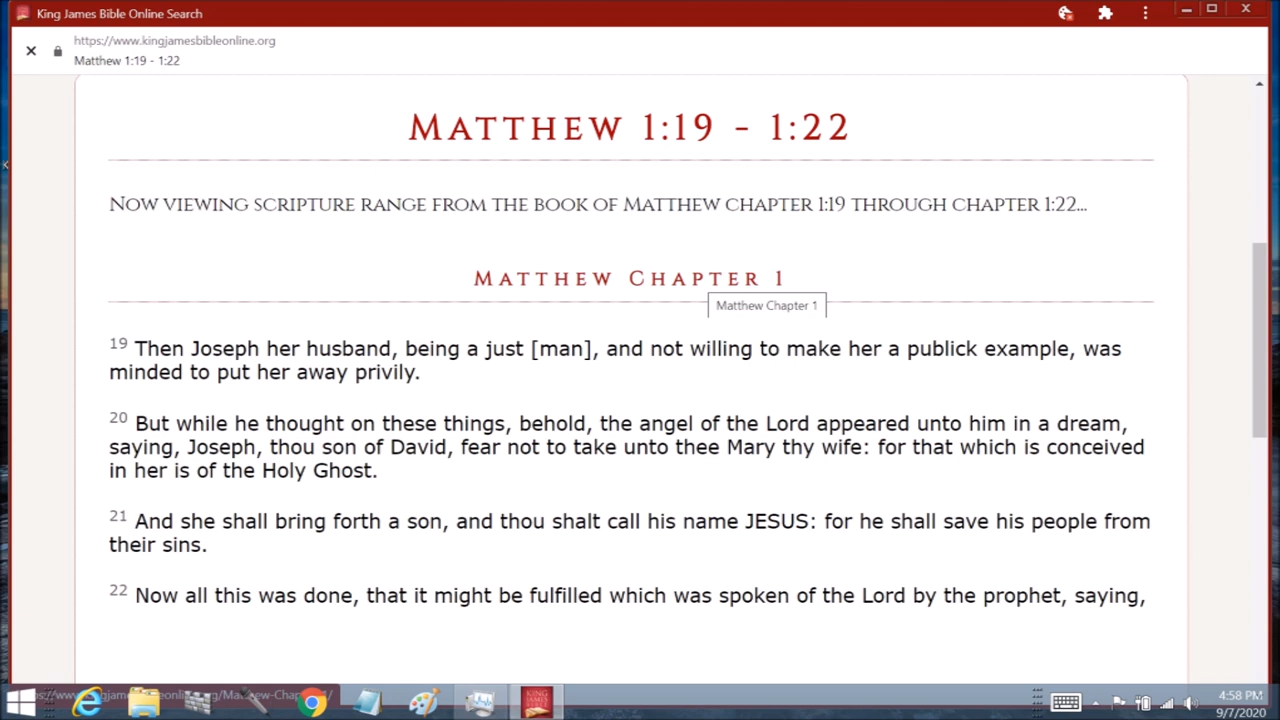 King James Bible Online Search
https://www.kingjamesbibleonline.org
Matthew 1:19 - 1:22
Matthew 1:19 - 1:22
Now viewing scripture range from the book of Matthew chapter 1:19 through chapter 1:22...
Matthew Chapter 1
Matthew Chapter 1
19 Then Joseph her husband, being a just [man], and not willing to make her a publick example, was
minded to put her away privily.
20 But while he thought on these things, behold, the angel of the Lord appeared unto him in a dream,
saying, Joseph, thou son of David, fear not to take unto thee Mary thy wife: for that which is conceived
in her is of the Holy Ghost.
21 And she shall bring forth a son, and thou shalt call his name JESUS: for he shall save his people from
their sins.
22 Now all this was done, that it might be fulfilled which was spoken of the Lord by the prophet, saying,
KING
JAMES
BIBLE
4:58 PM
9/7/2020